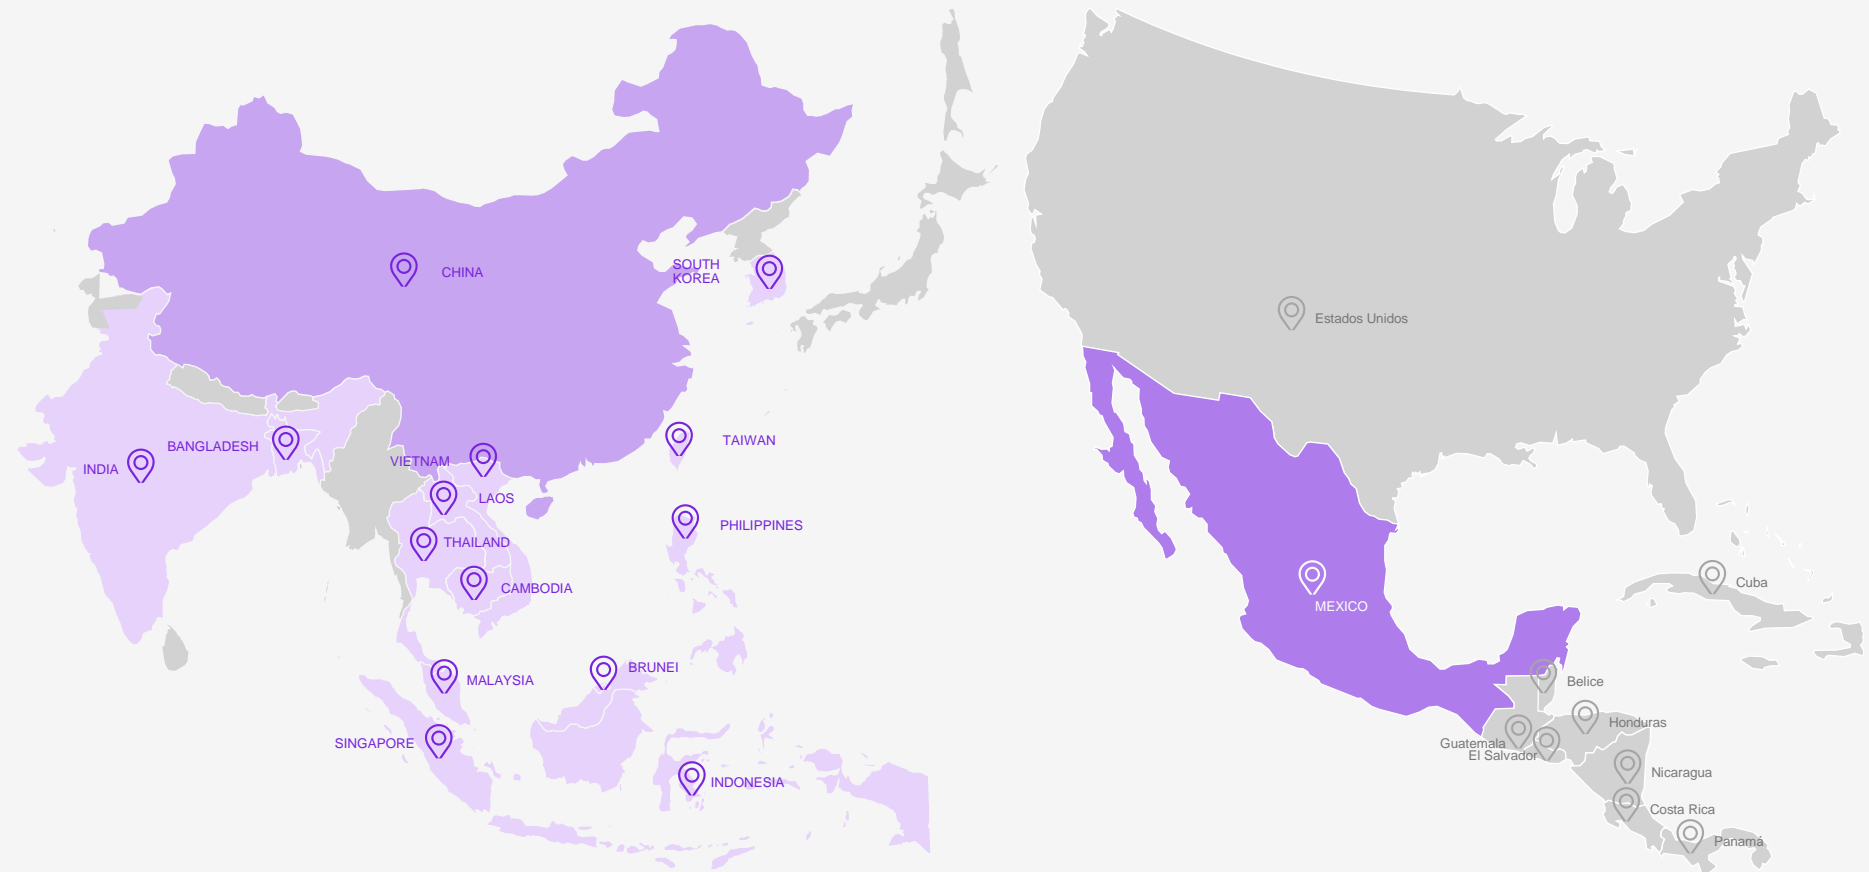 CHINA
SOUTH
KOREA
BANGLADESH
INDIA
VIETNAM
TAIWAN
LAOS
PHILIPPINES
THAILAND
CAMBODIA
BRUNEI
MALAYSIA
SINGAPORE
INDONESIA
Estados Unidos
Cuba
MEXICO
Belice
Honduras
Guatemala
El Salvador
Nicaragua
Costa Rica
Panamá